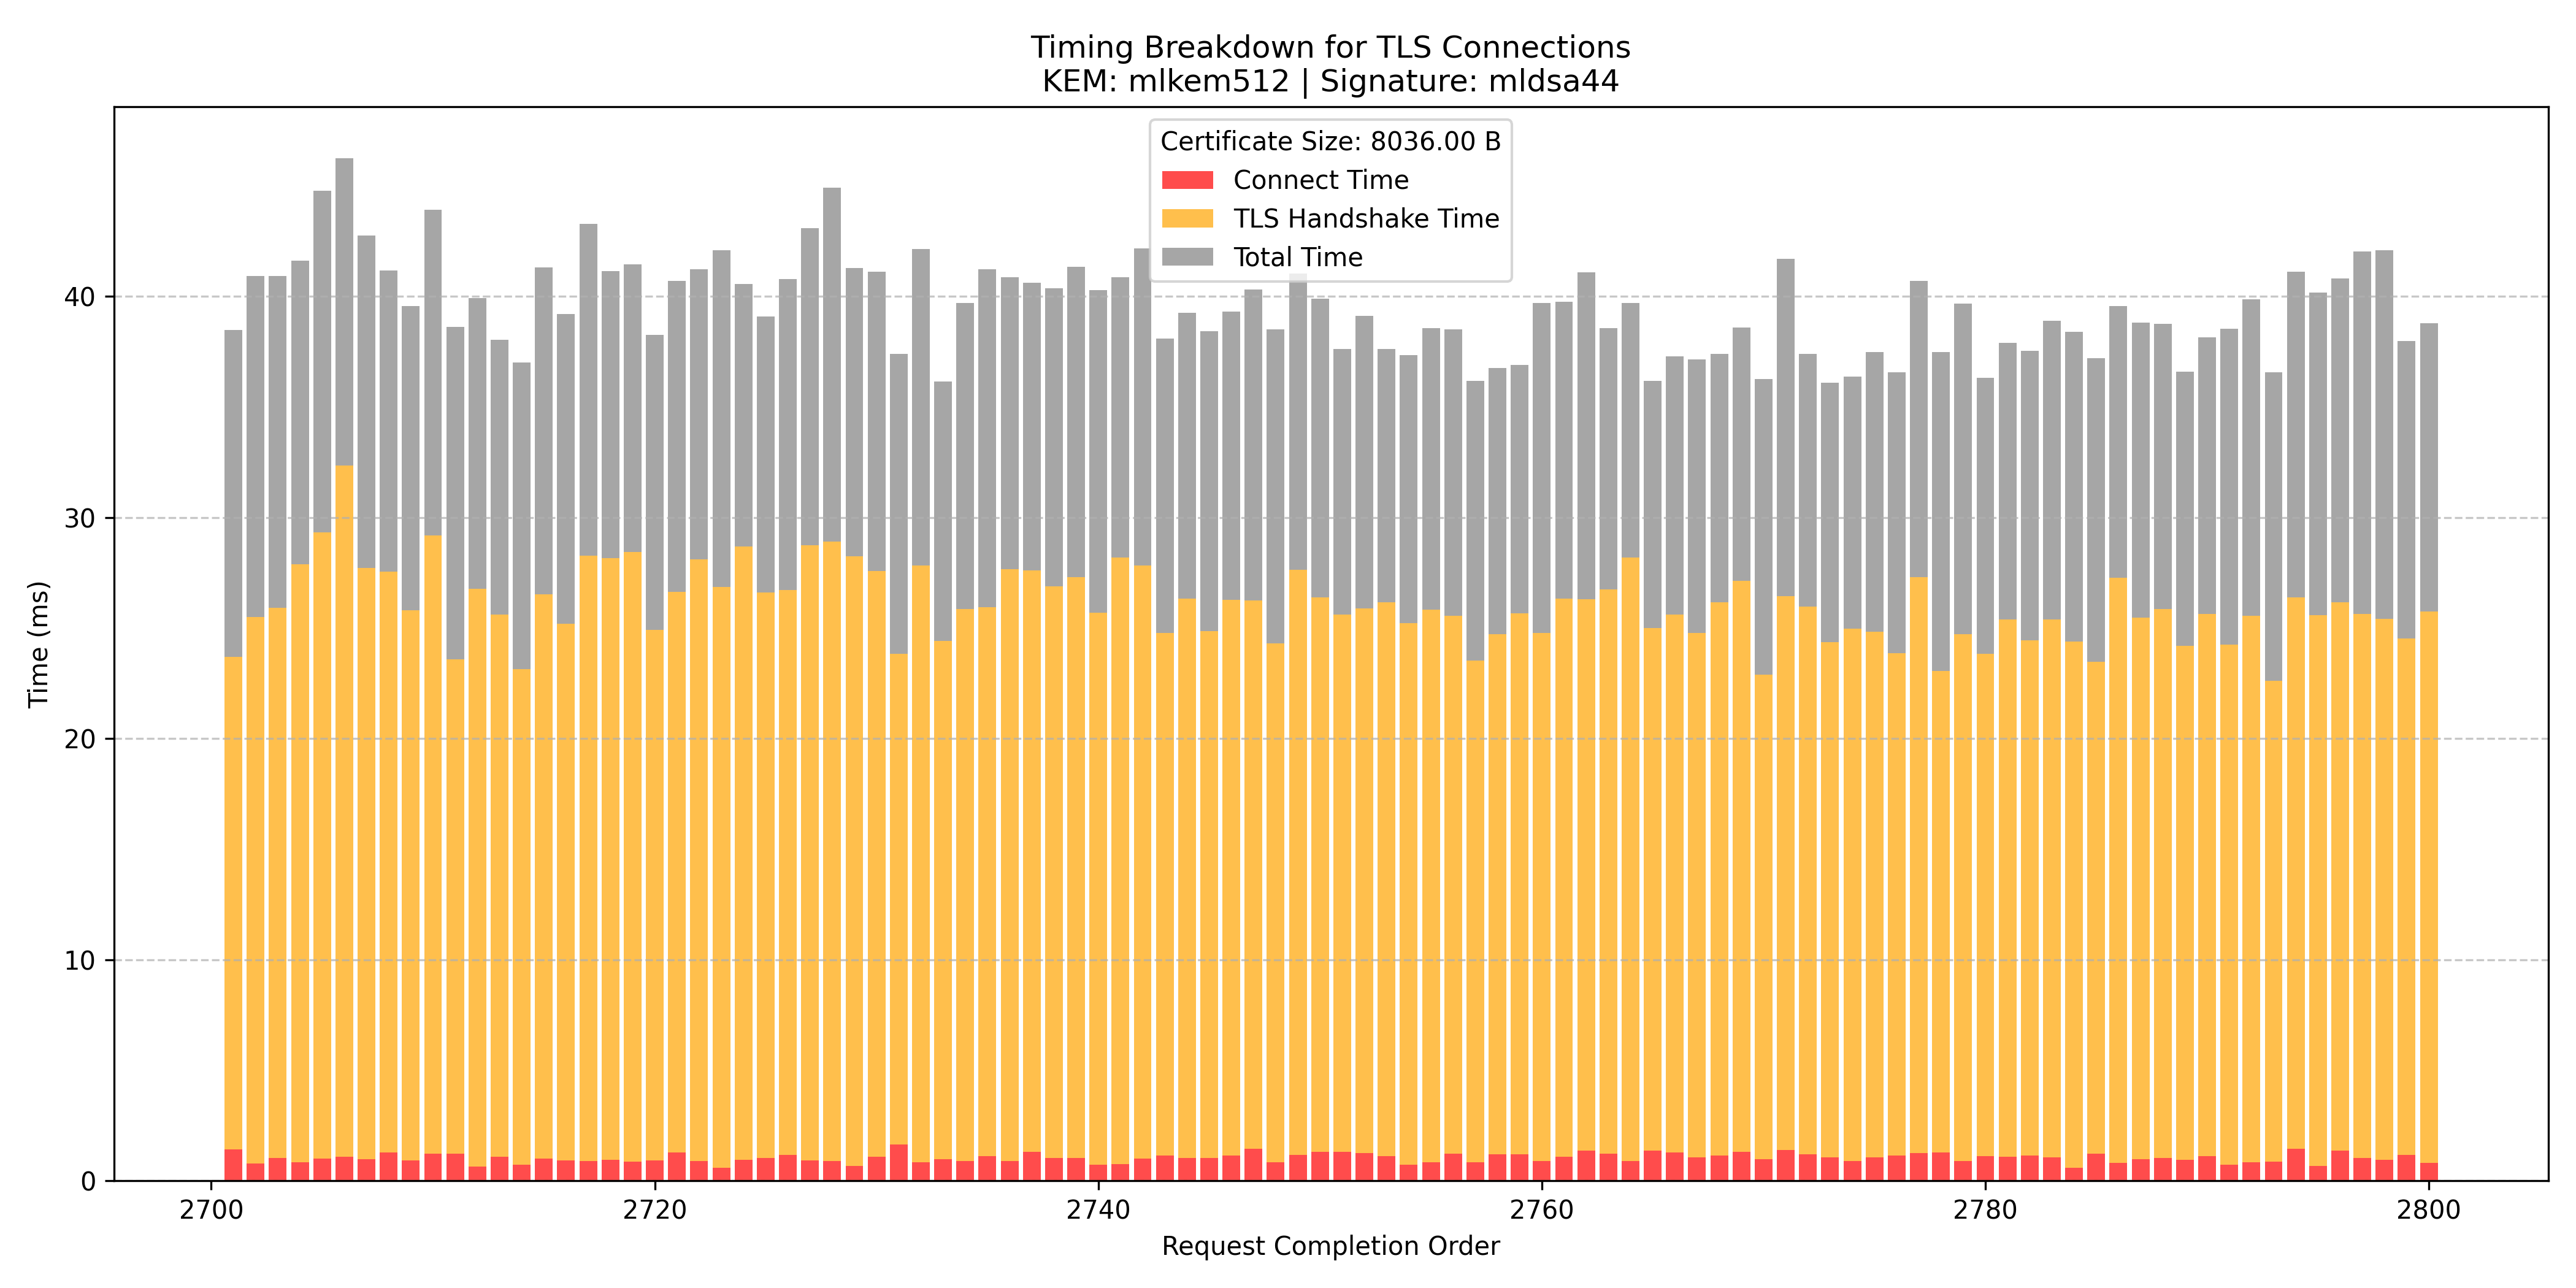 Timing Breakdown for TLS Connections
KEM: mlkem512 | Signature: mldsa44
Certificate Size: 8036.00 B
Connect Time
TLS Handshake Time
Total Time
Time (ms)
40
30
20
10
0
2700 2720 2740 2760 2780 2800
Request Completion Order